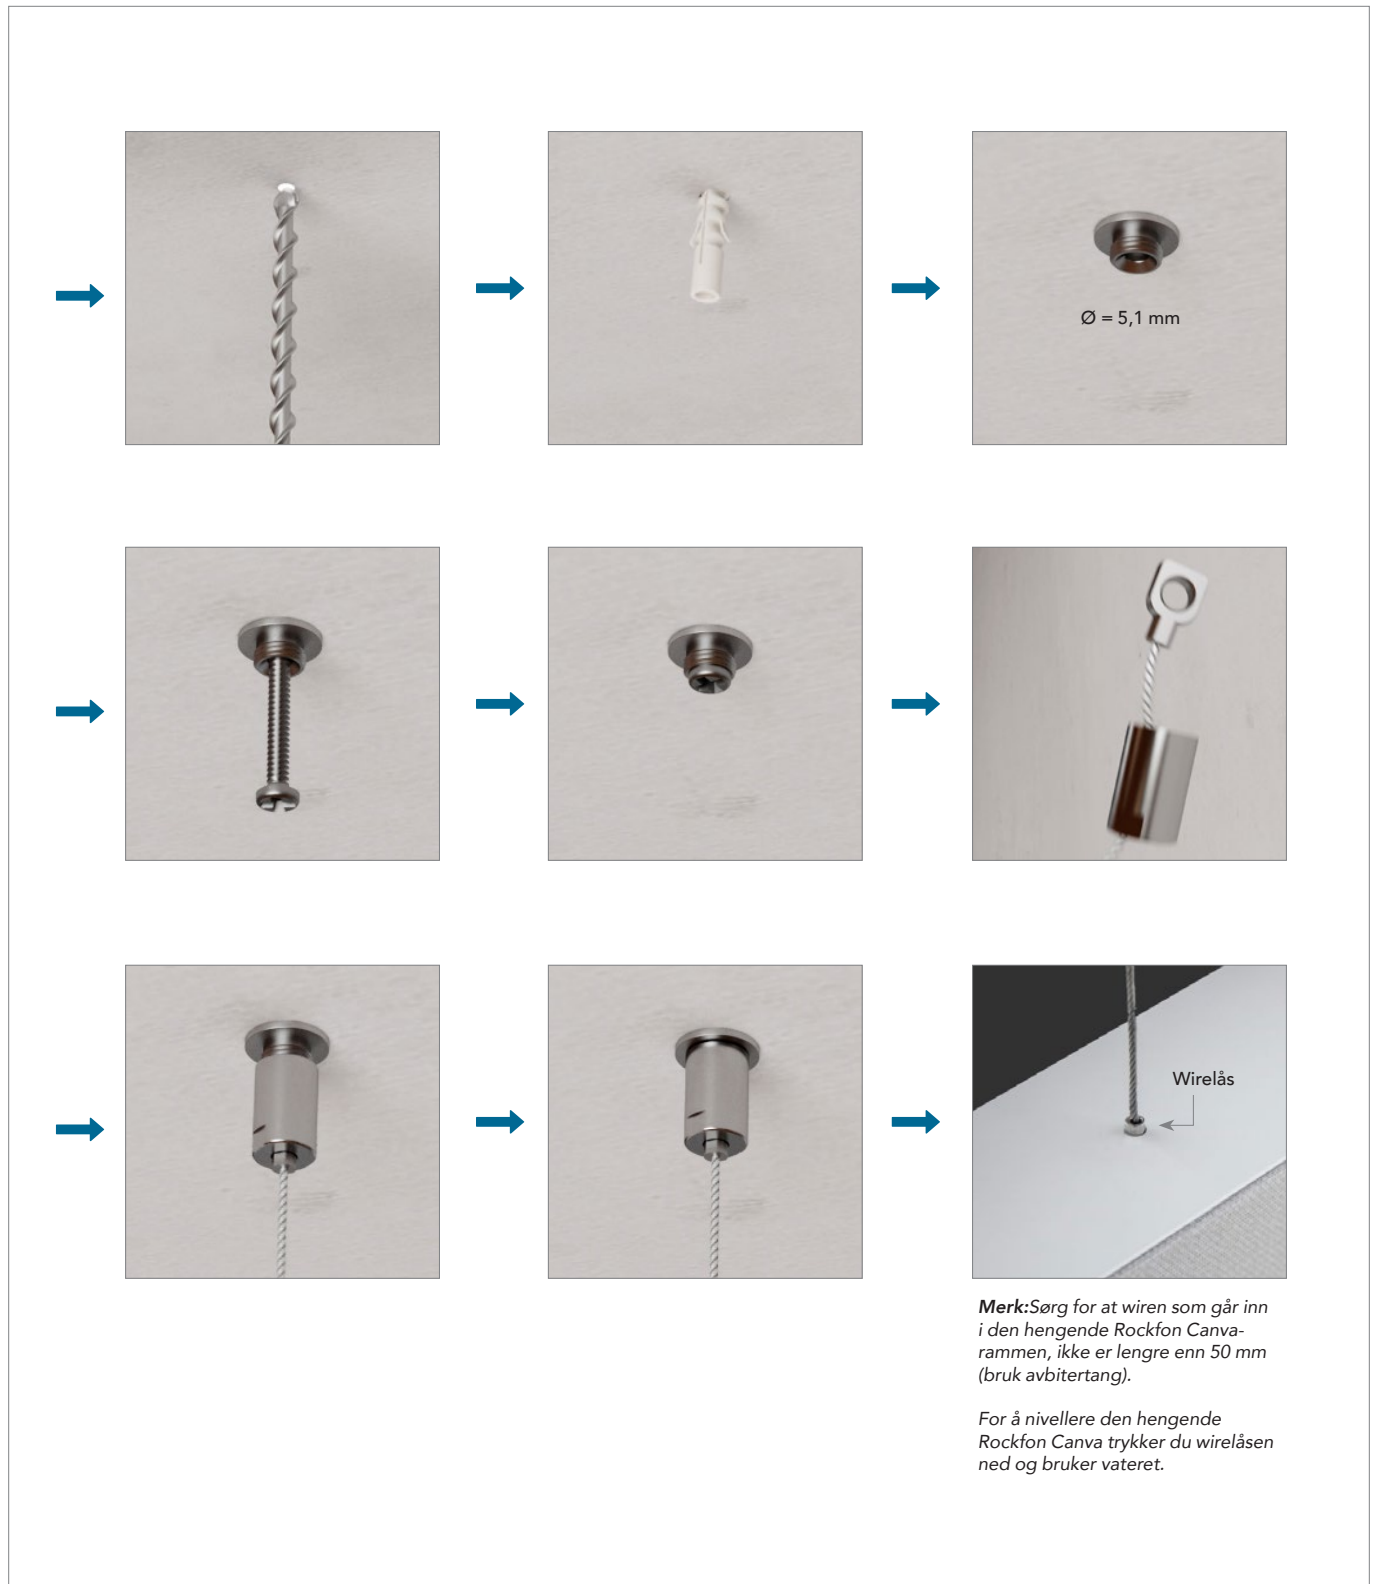 Ø = 5,1 mm
Wirelås
Merk:Sørg for at wiren som går inn
i den hengende Rockfon Canva-
rammen, ikke er lengre enn 50 mm
(bruk avbitertang).
For å nivellere den hengende
Rockfon Canva trykker du wirelåsen
ned og bruker vateret.